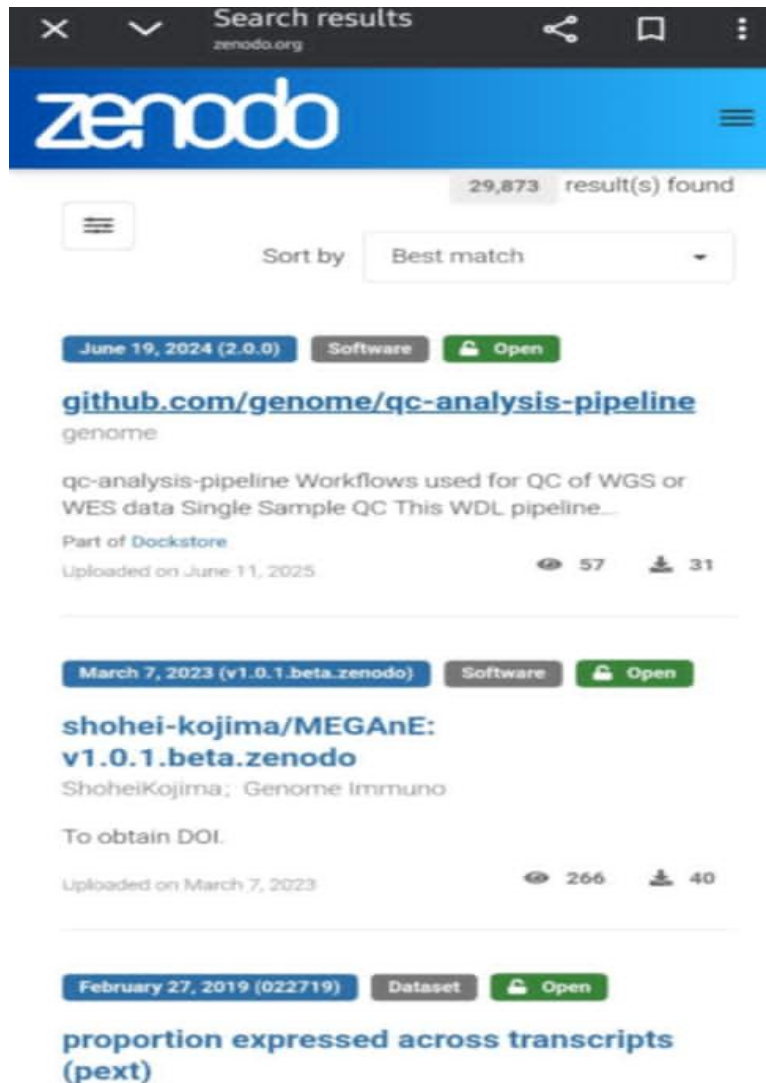 Search results
zenodo.org
zenodo
29,873 result(s) found
Sort by Best match
June 19, 2024 (2.0.0) Software Open
github.com/genome/qc-analysis-pipeline
genome
qc-analysis-pipeline Workflows used for QC of WGS or
WES data Single Sample QC This WDL pipeline...
Part of Dockstore
Uploaded on June 11, 2025 57 31
March 7, 2023 (v1.0.1.beta.zenodo) Software Open
shohei-kojima/MEGAnE:
v1.0.1.beta.zenodo
ShoheiKojima; Genome Immuno
To obtain DOI.
Uploaded on March 7, 2023 266 40
February 27, 2019 (022719) Dataset Open
proportion expressed across transcripts
(pext)